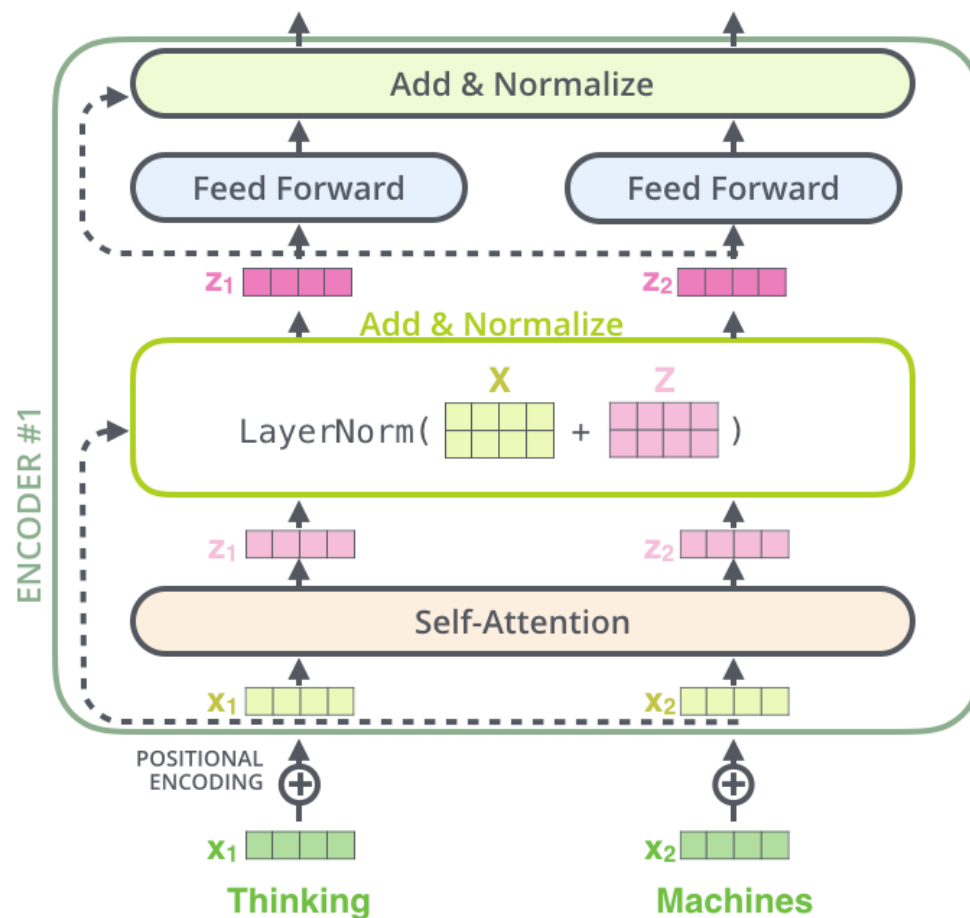 Add & Normalize
Feed Forward Feed Forward
z1 z2
Add & Normalize
X Z
LayerNorm( + )
ENCODER #1
z1 z2
Self-Attention
x1 x2
POSITIONAL
ENCODING
x1 x2
Thinking Machines